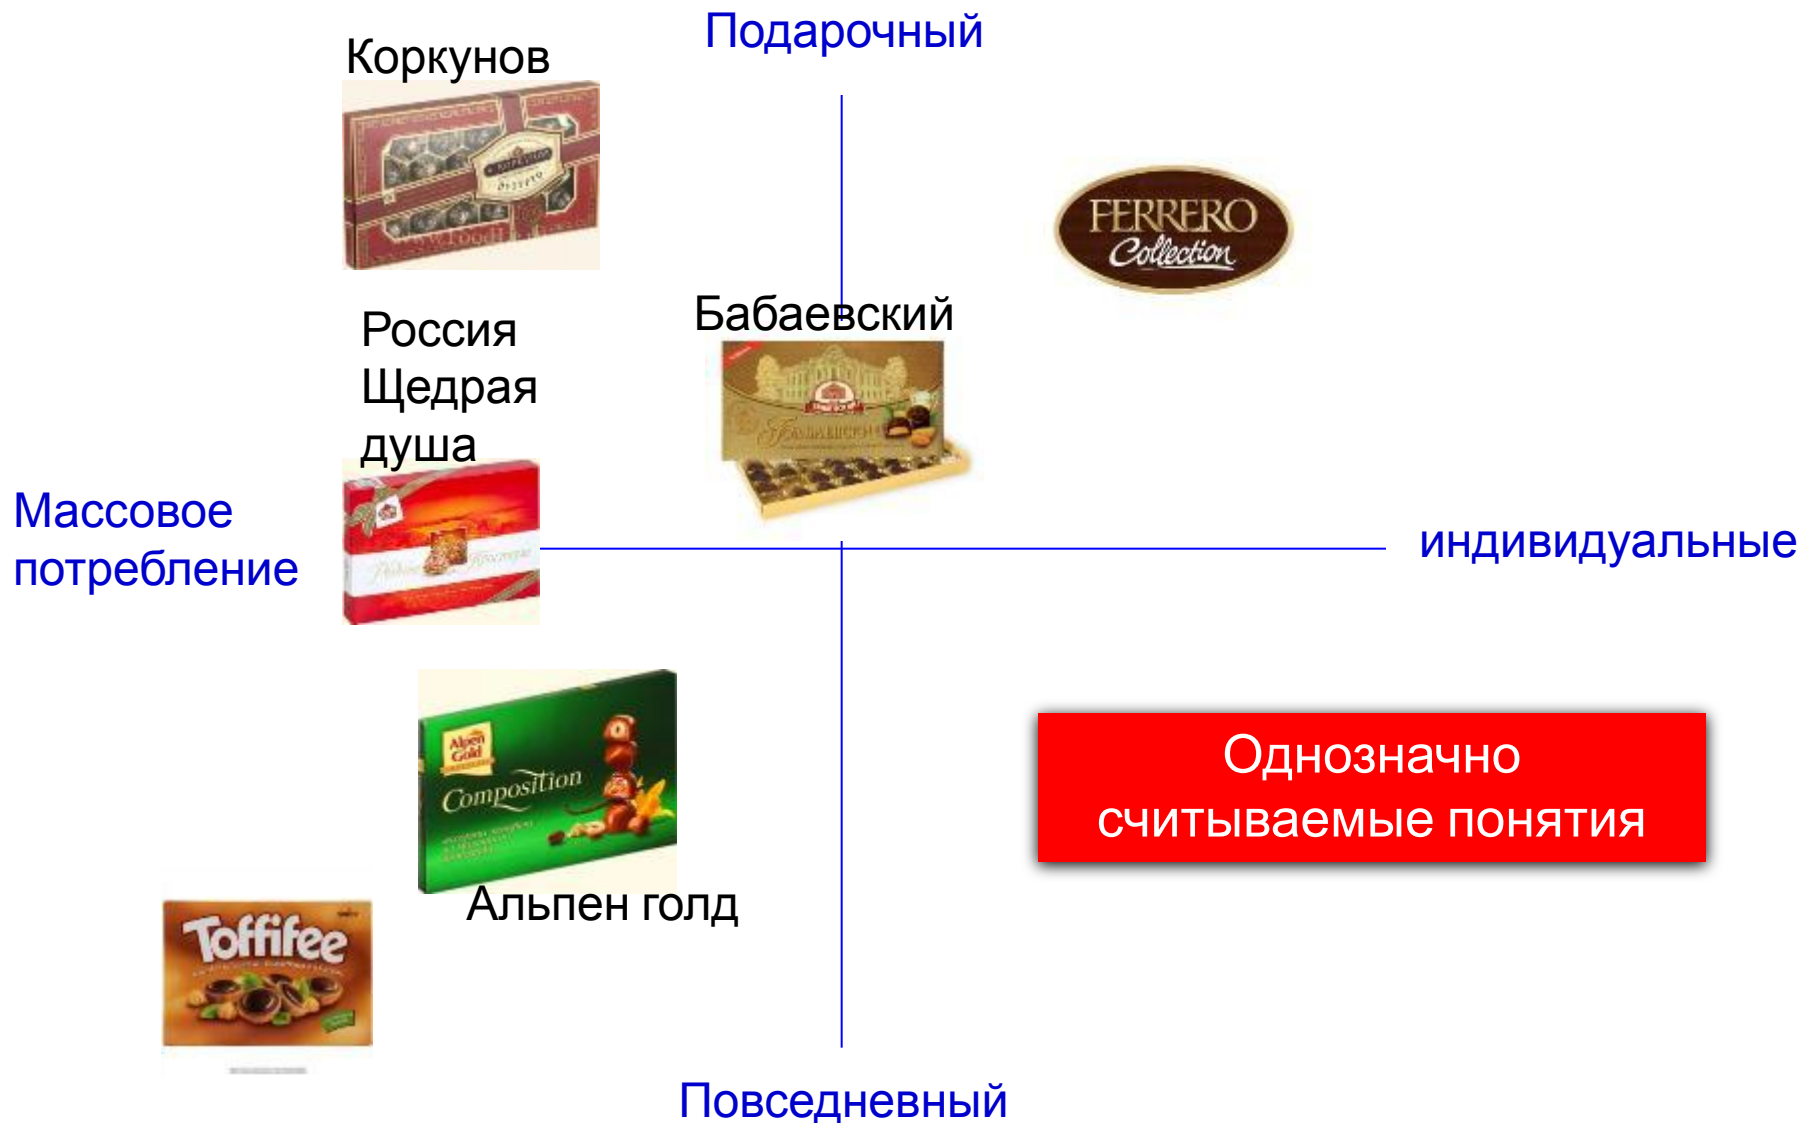 Подарочный
Коркунов
FERRERO
Collection
Бабаевский
Россия
Щедрая
душа
Массовое
потребление
индивидуальные
Alpen
Gold
Composition
Однозначно
считываемые понятия
Альпен голд
Toffifee
Повседневный